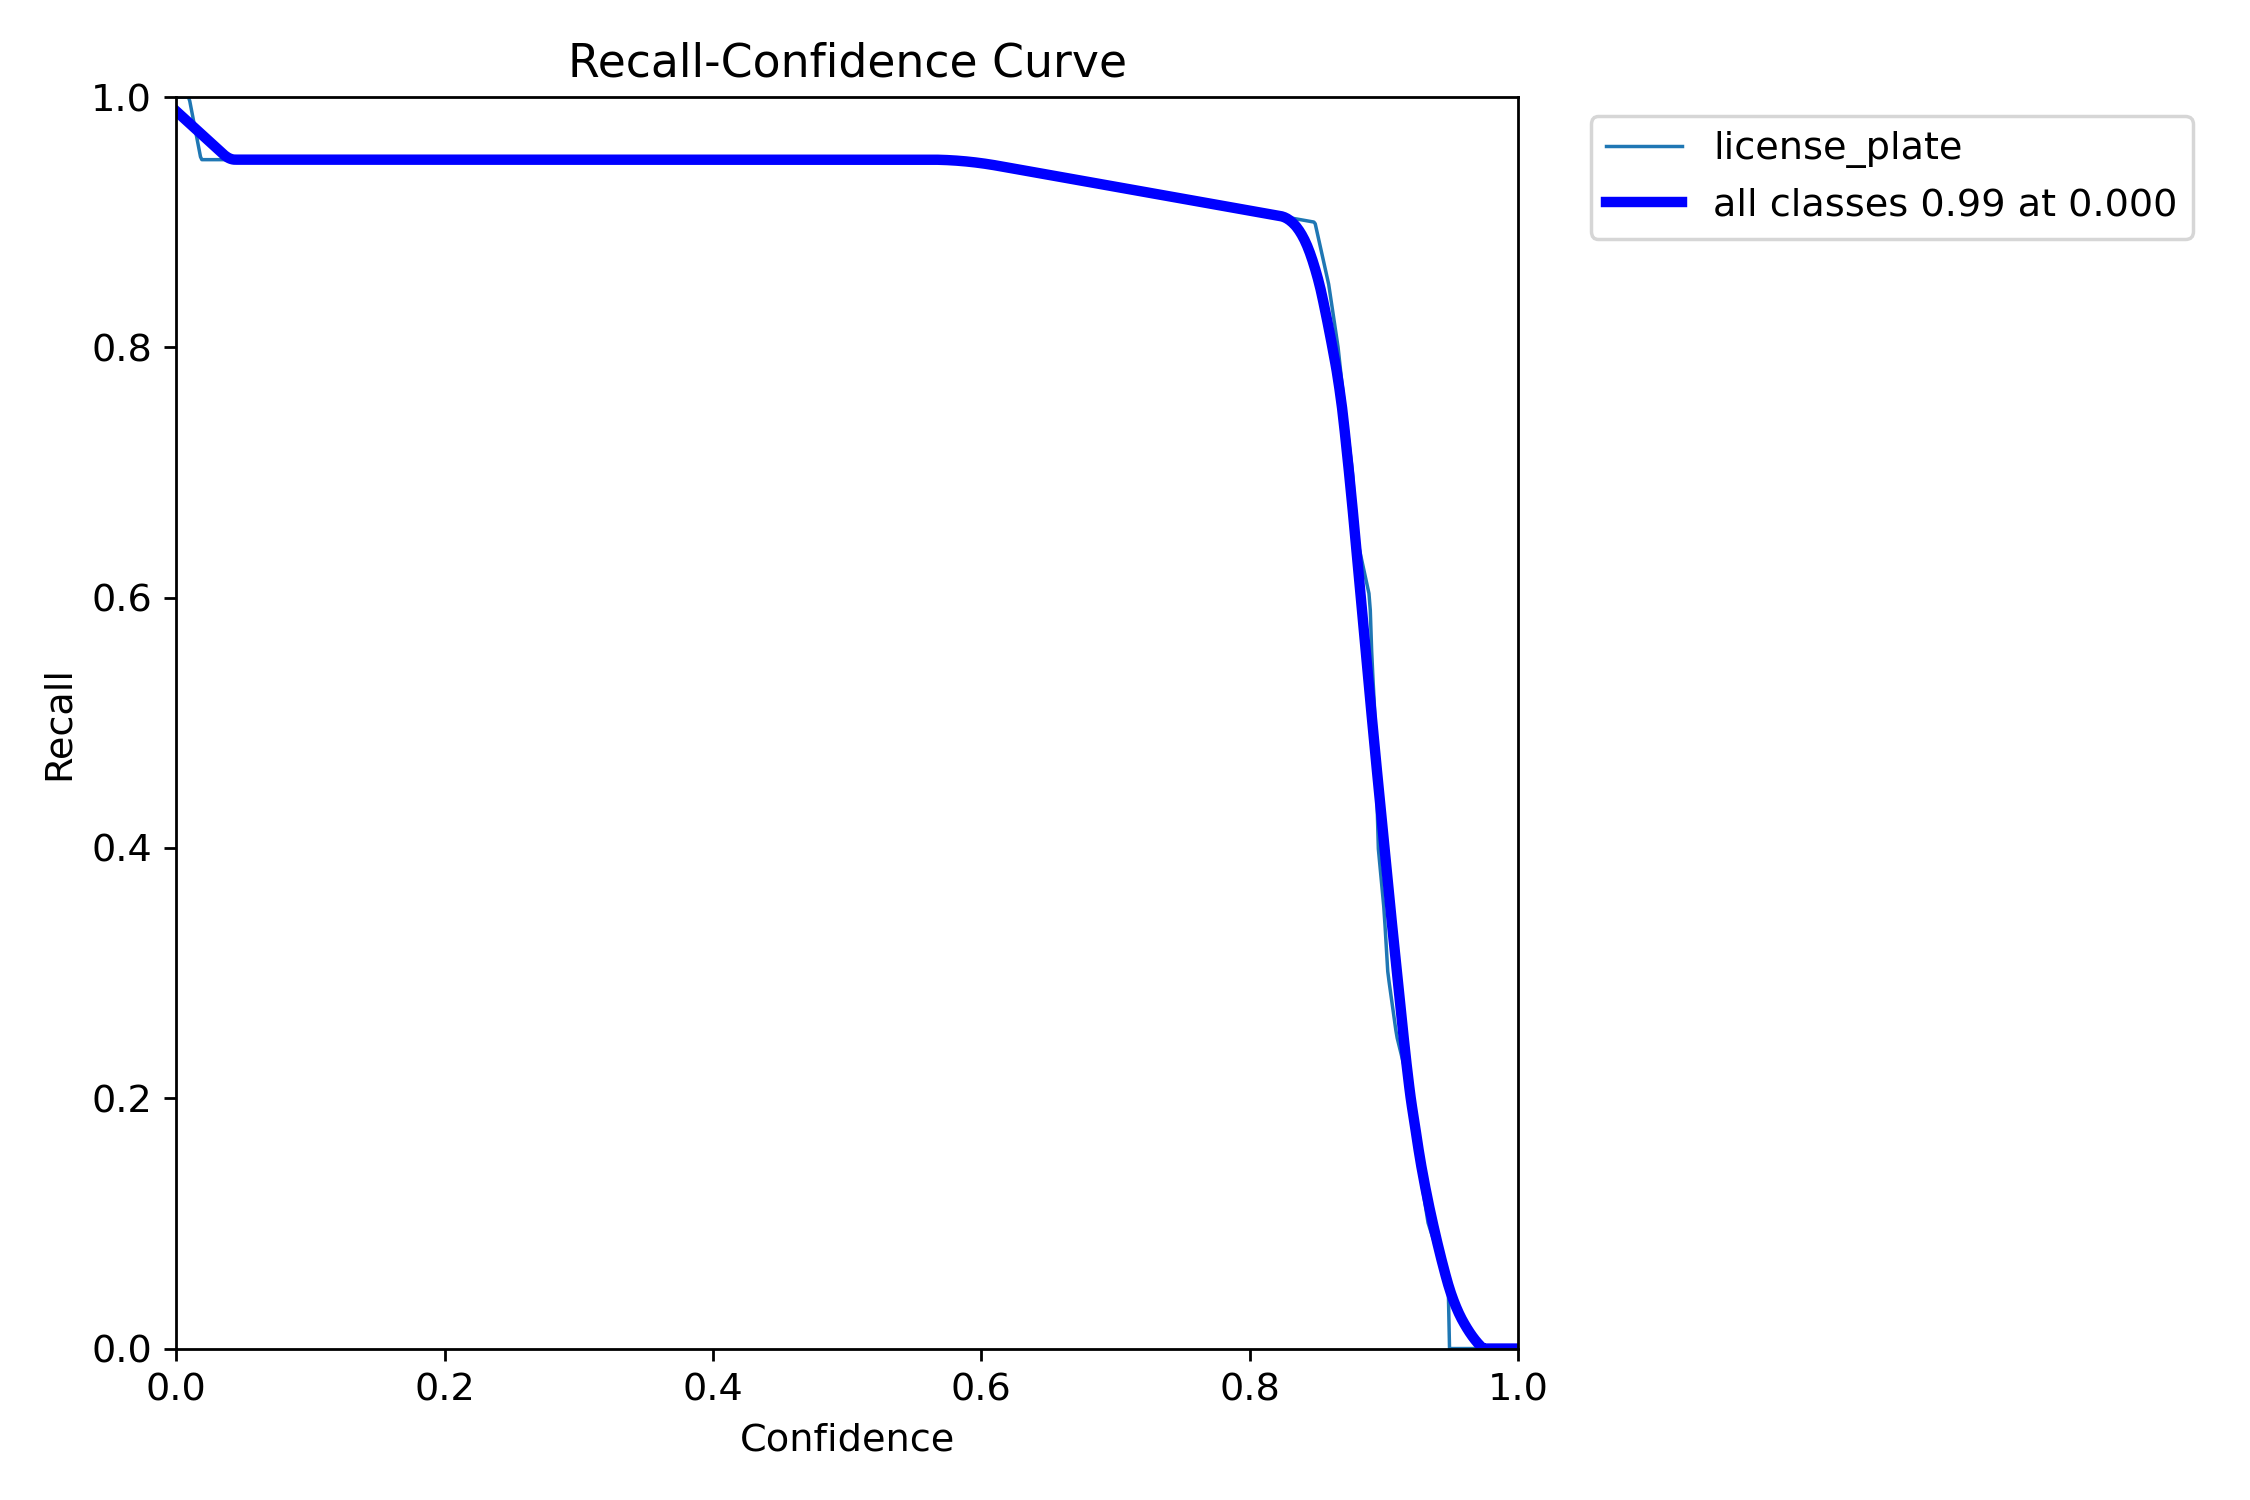 Recall-Confidence Curve
license_plate
all classes 0.99 at 0.000
1.0
0.8
0.6
0.4
0.2
0.0
Recall
0.0 0.2 0.4 0.6 0.8 1.0
Confidence